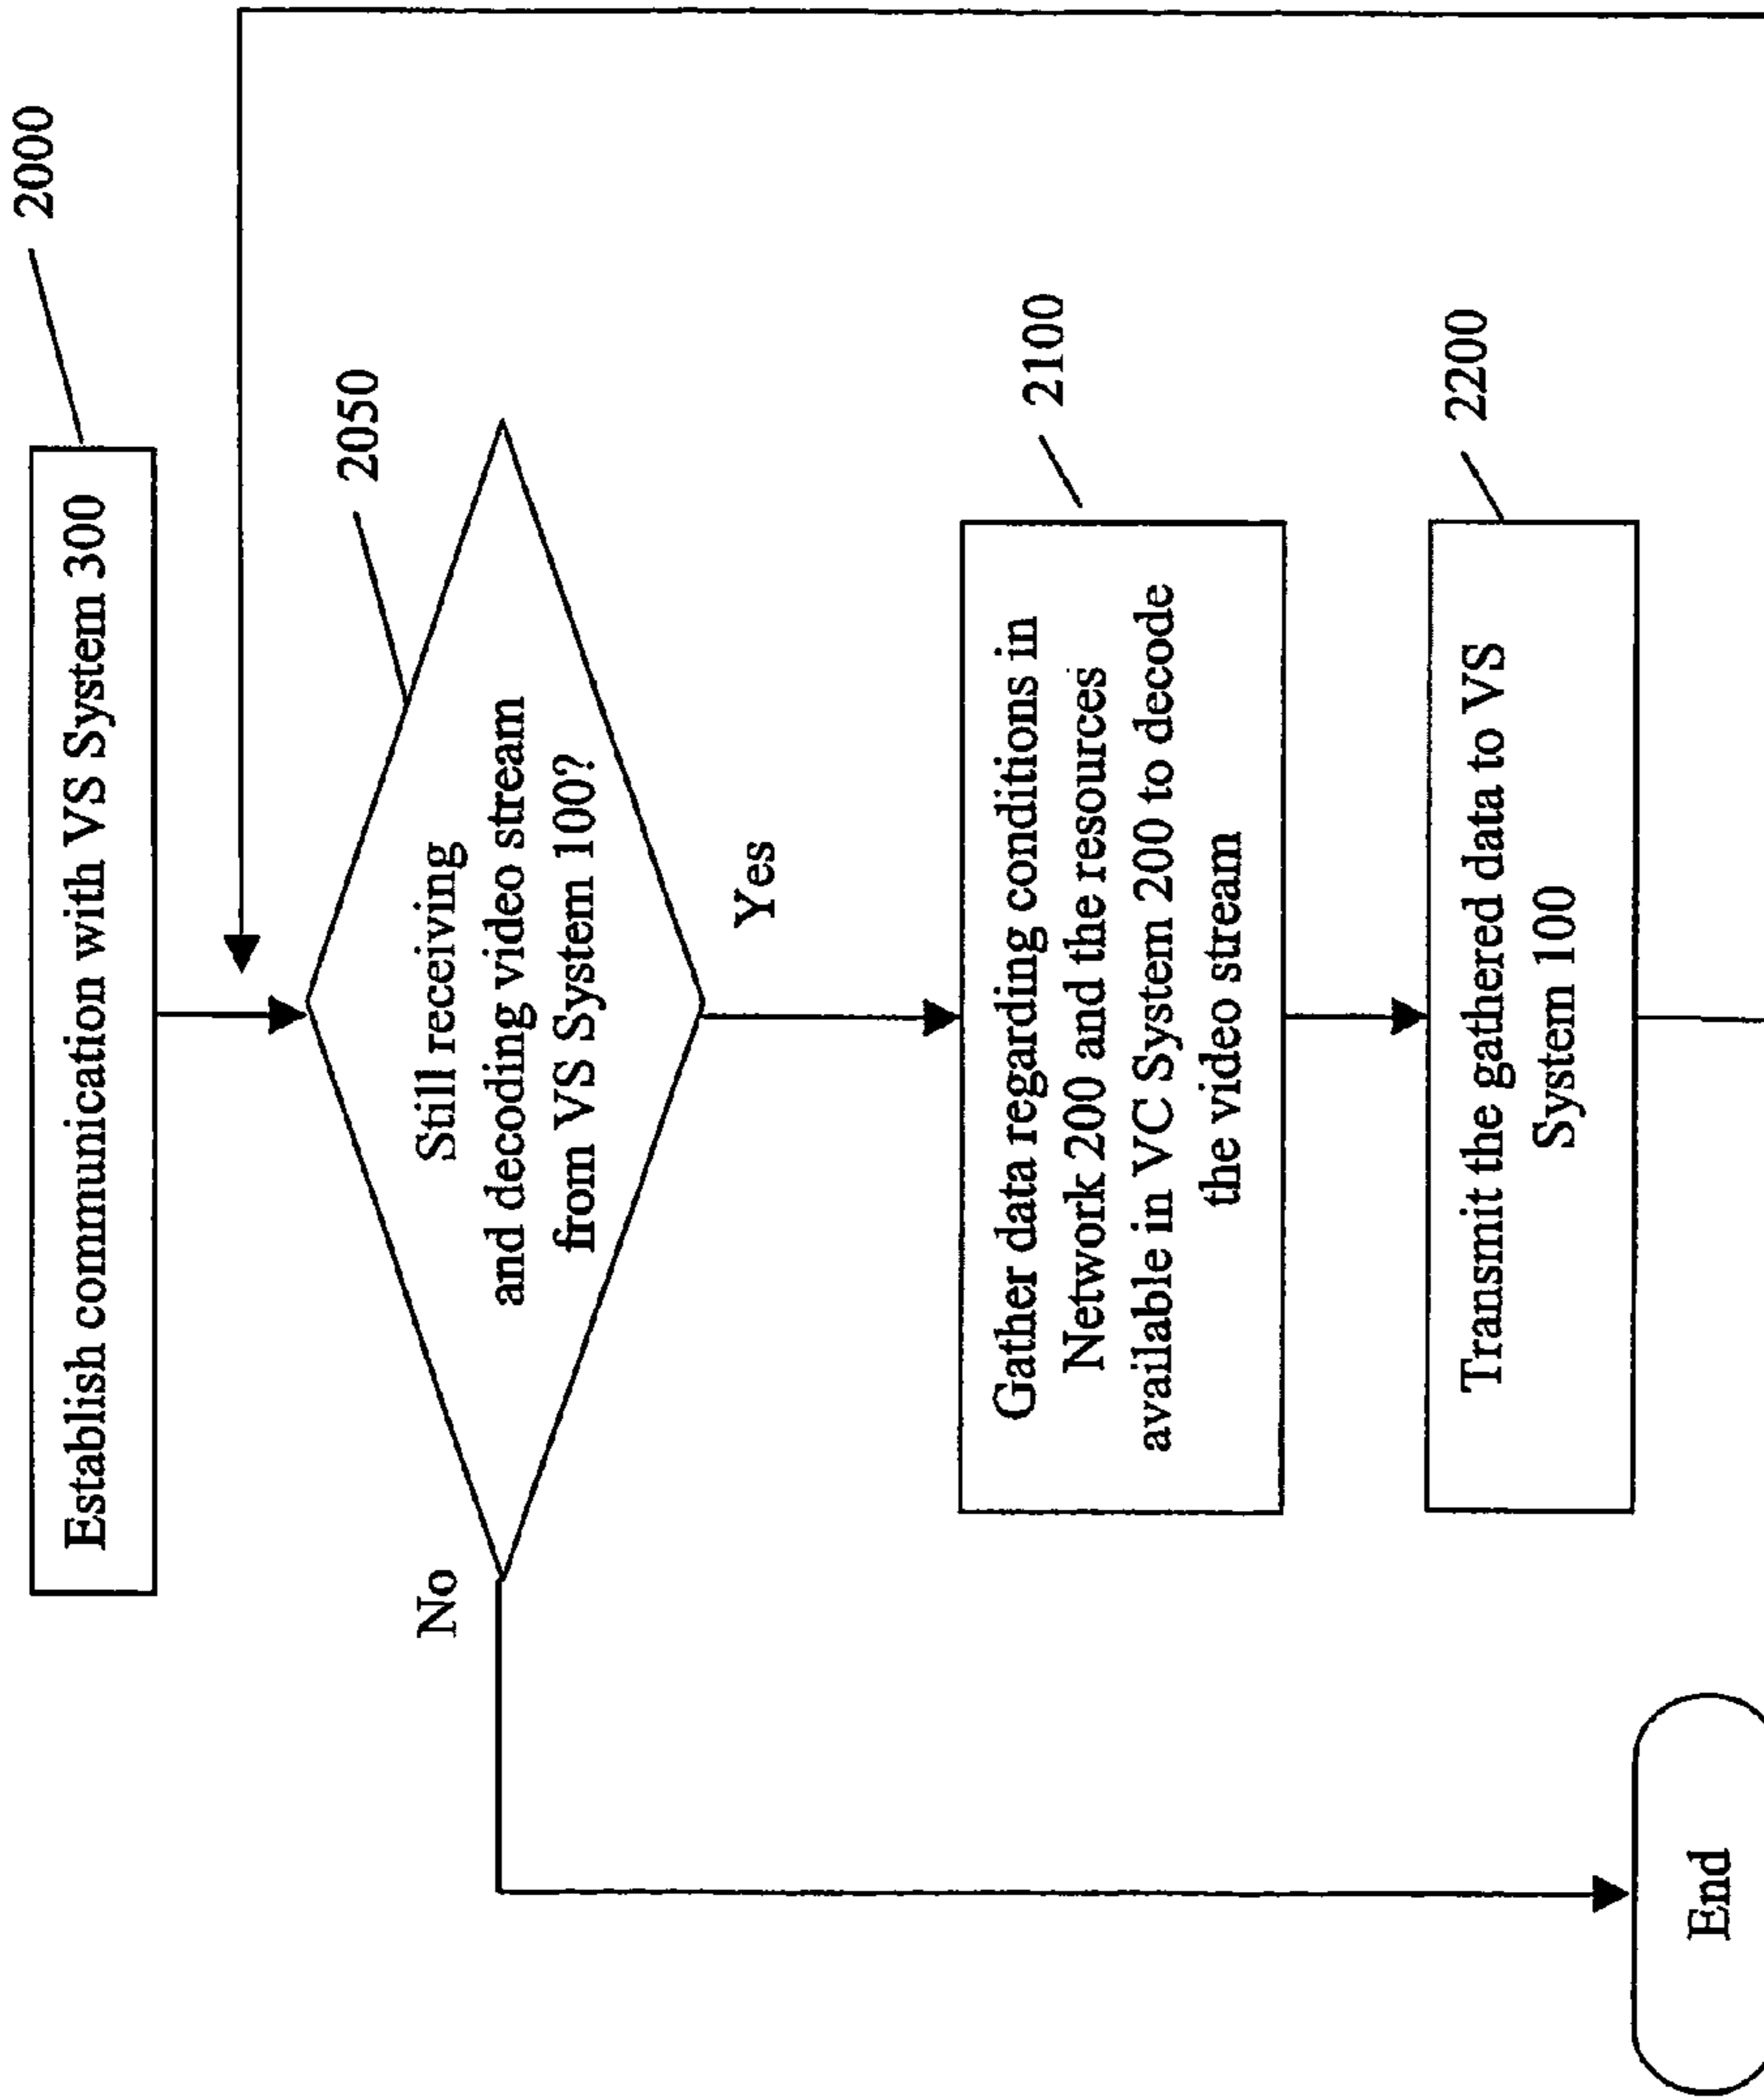 2000
Establish communication with VS System 300
2050
Still receiving
and decoding video stream
from VS System 100?
No
Yes
2100
Gather data regarding conditions in
Network 200 and the resources
available in VC System 200 to decode
the video stream
2200
Transmit the gathered data to VS
System 100
End